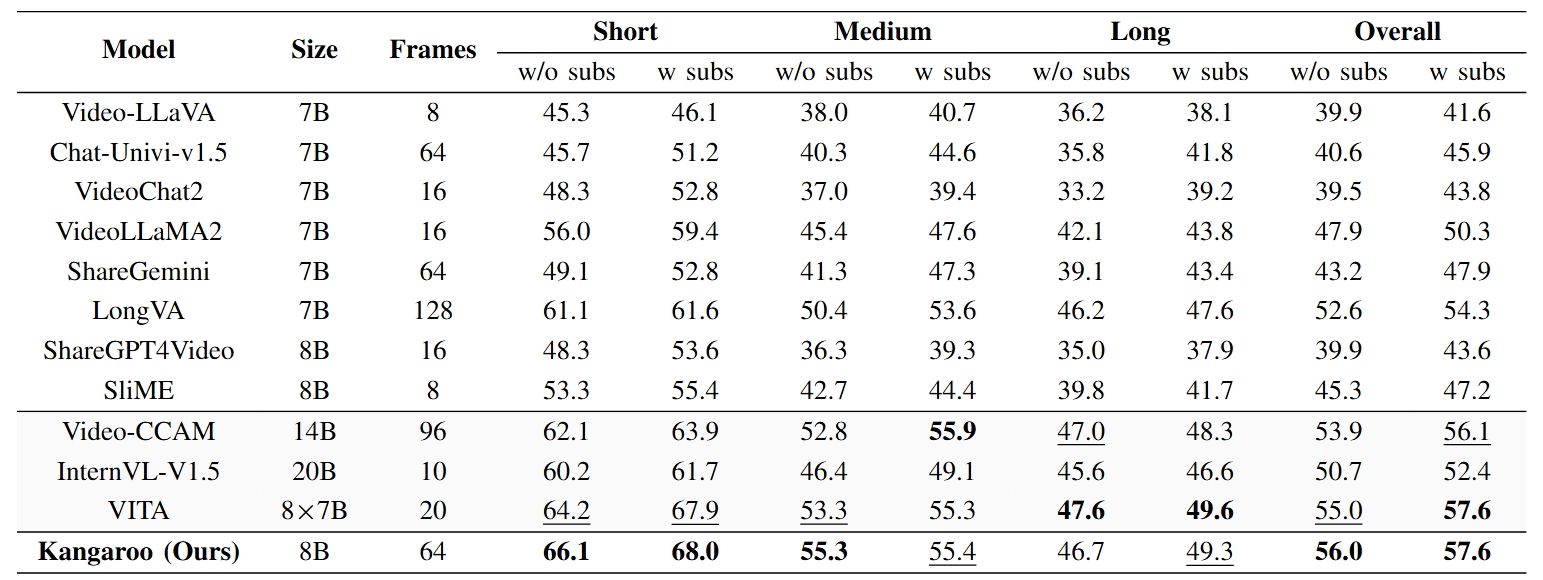 Model Size Frames Short Medium Long Overall
w/o subs w subs w/o subs w subs w/o subs w subs w/o subs w subs
Video-LLaVA 7B 8 45.3 46.1 38.0 40.7 36.2 38.1 39.9 41.6
Chat-Univi-v1.5 7B 64 45.7 51.2 40.3 44.6 35.8 41.8 40.6 45.9
VideoChat2 7B 16 48.3 52.8 37.0 39.4 33.2 39.2 39.5 43.8
VideoLLaMA2 7B 16 56.0 59.4 45.4 47.6 42.1 43.8 47.9 50.3
ShareGemini 7B 64 49.1 52.8 41.3 47.3 39.1 43.4 43.2 47.9
LongVA 7B 128 61.1 61.6 50.4 53.6 46.2 47.6 52.6 54.3
ShareGPT4Video 8B 16 48.3 53.6 36.3 39.3 35.0 37.9 39.9 43.6
SliME 8B 8 53.3 55.4 42.7 44.4 39.8 41.7 45.3 47.2
Video-CCAM 14B 96 62.1 63.9 52.8 55.9 47.0 48.3 53.9 56.1
InternVL-V1.5 20B 10 60.2 61.7 46.4 49.1 45.6 46.6 50.7 52.4
VITA 8×7B 20 64.2 67.9 53.3 55.3 47.6 49.6 55.0 57.6
Kangaroo (Ours) 8B 64 66.1 68.0 55.3 55.4 46.7 49.3 56.0 57.6